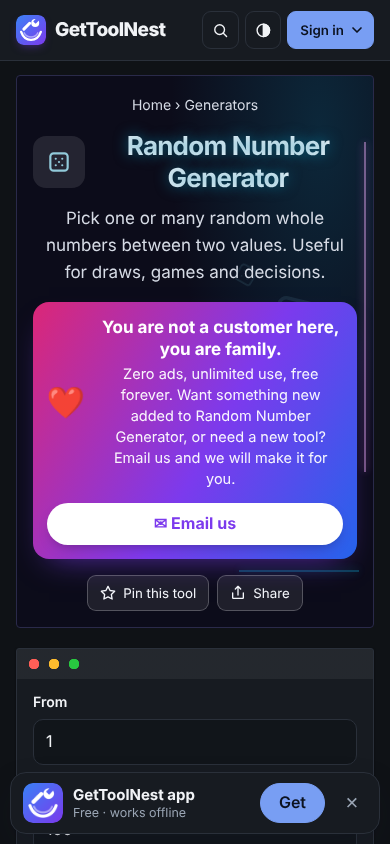 GetToolNest
Sign in
Home › Generators
Random Number
Generator
Pick one or many random whole
numbers between two values. Useful
for draws, games and decisions.
You are not a customer here,
you are family.
Zero ads, unlimited use, free
forever. Want something new
added to Random Number
Generator, or need a new tool?
Email us and we will make it for
you.
✉ Email us
Pin this tool
Share
From
1
GetToolNest app
Free · works offline
Get
✕